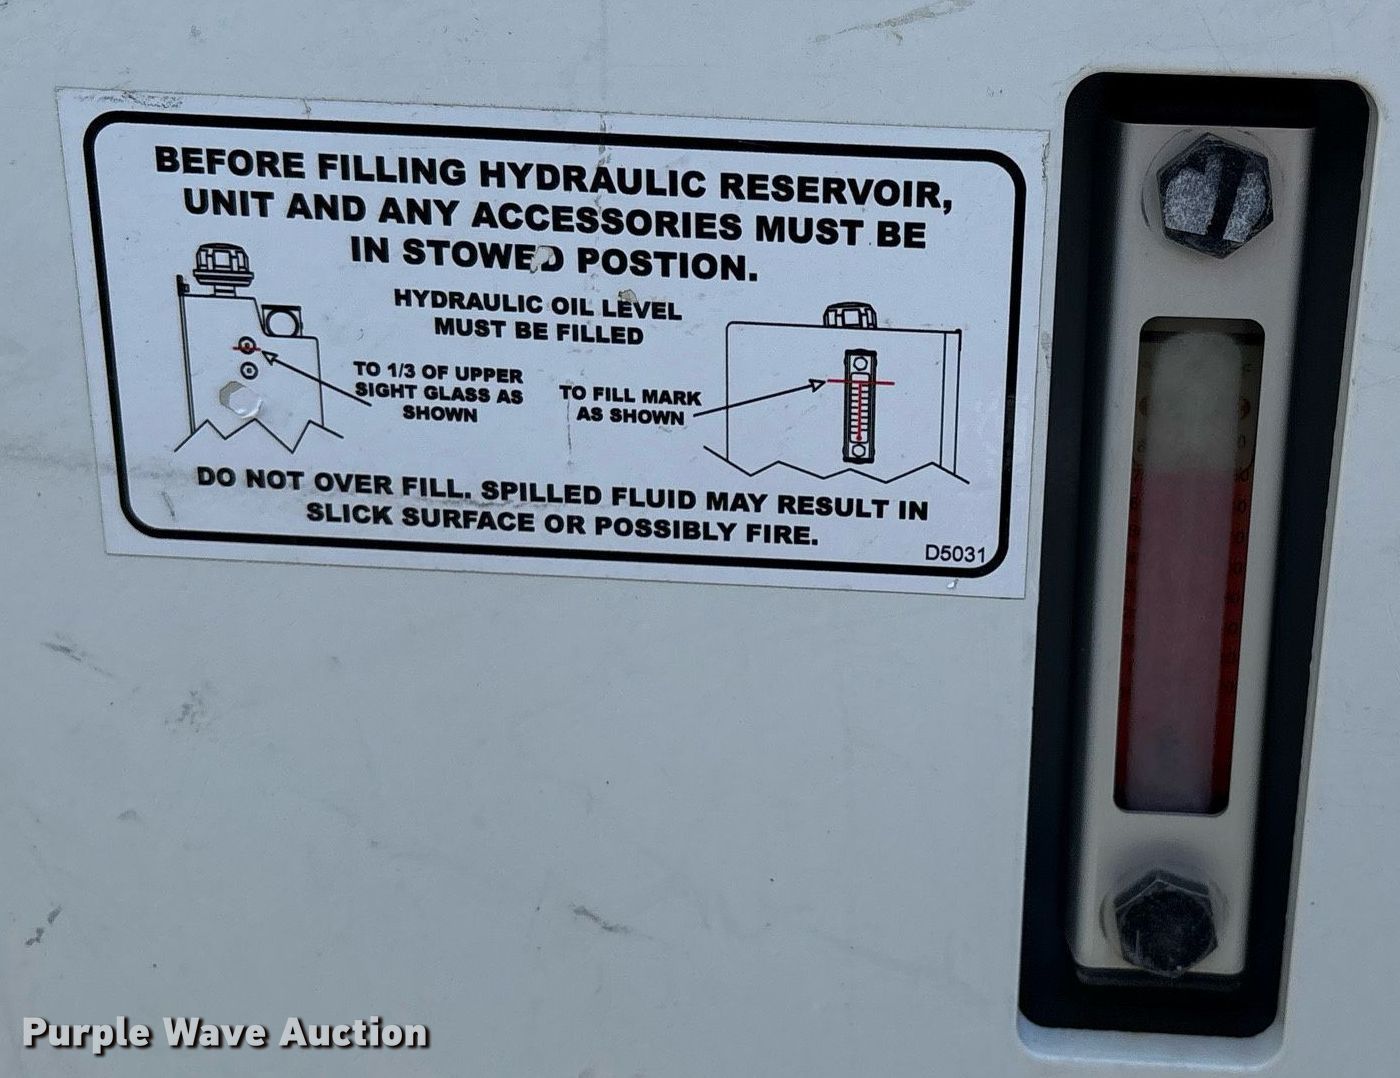 BEFORE FILLING HYDRAULIC RESERVOIR,
UNIT AND ANY ACCESSORIES MUST BE
IN STOWED POSTION.
HYDRAULIC OIL LEVEL
MUST BE FILLED
TO 1/3 OF UPPER
SIGHT GLASS AS
SHOWN
TO FILL MARK
AS SHOWN
DO NOT OVER FILL. SPILLED FLUID MAY RESULT IN
SLICK SURFACE OR POSSIBLY FIRE.
D5031
Purple Wave Auction